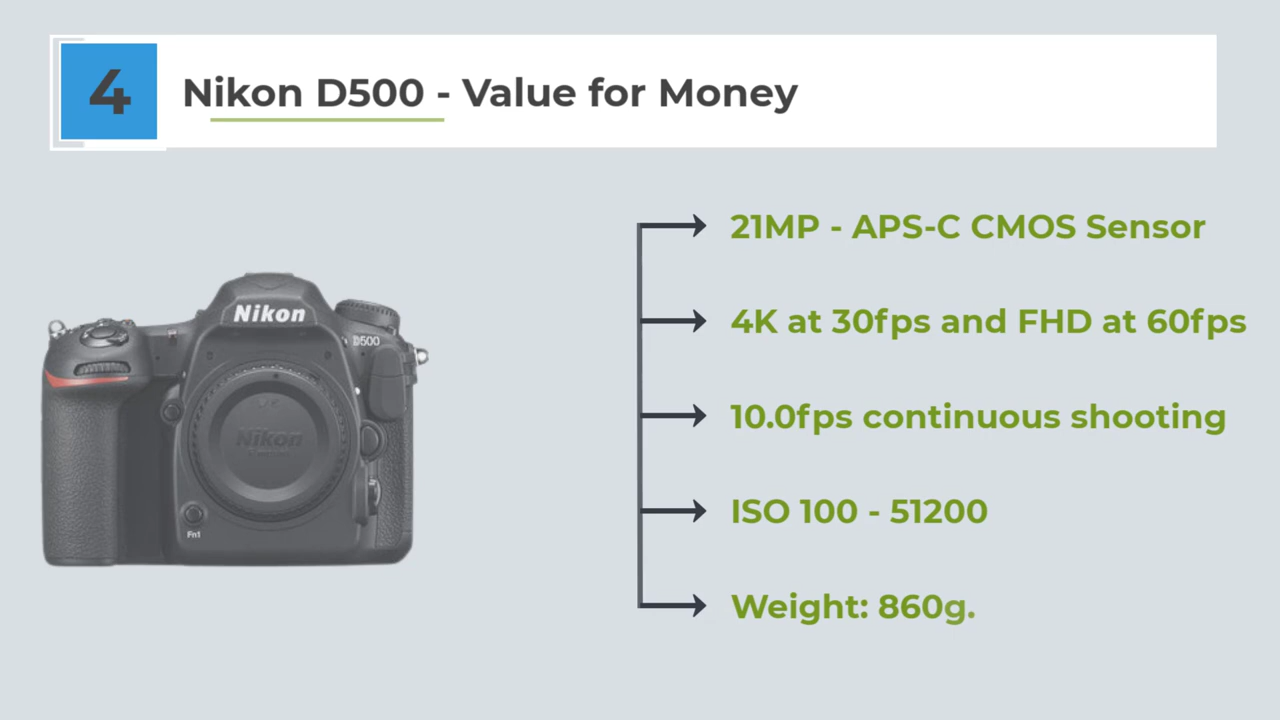 4
Nikon D500 - Value for Money
21MP - APS-C CMOS Sensor
4K at 30fps and FHD at 60fps
10.0fps continuous shooting
ISO 100 - 51200
Weight: 860g.
Nikon
D500
Nikon
Fn1